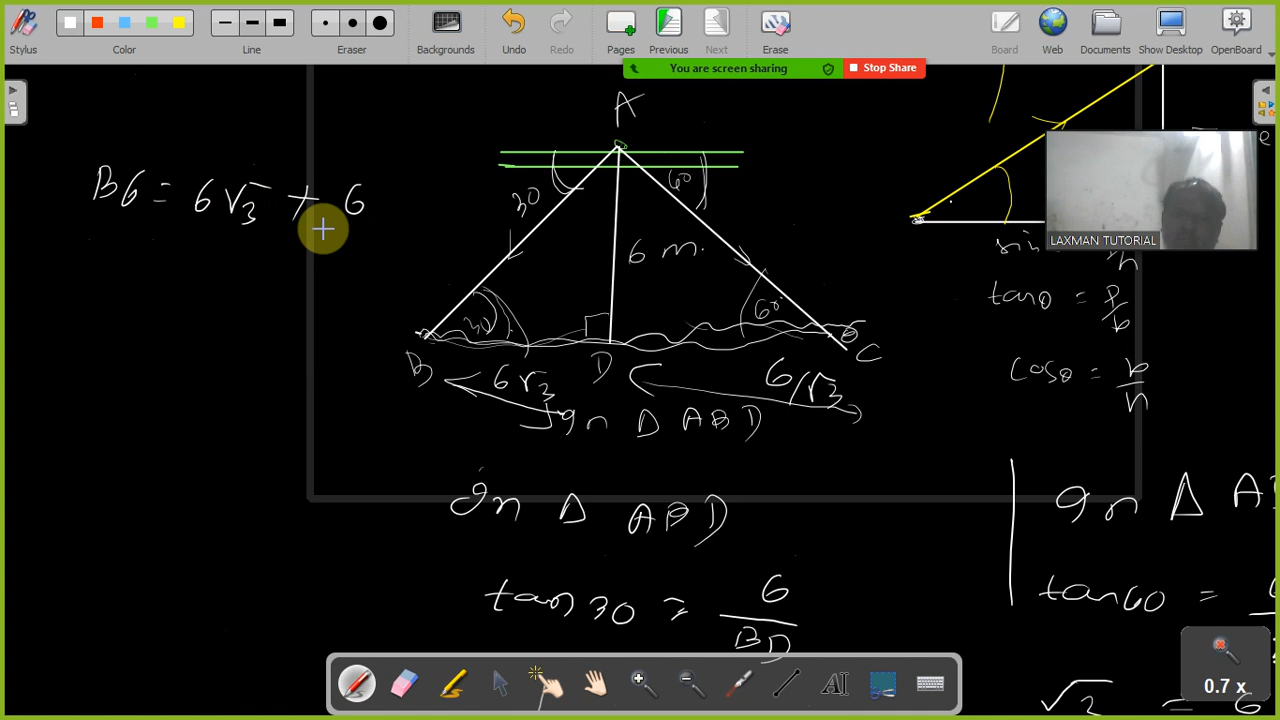 Stylus
Color
Line
Eraser
Backgrounds
Undo
Redo
Pages
Previous
Next
Erase
Board
Web
Documents
Show Desktop
OpenBoard
You are screen sharing
Stop Share
A
BG = 6√3 + 6
30
60
6 m.
30
60
B
D
C
6√3
6/√3
In Δ ABD
LAXMAN TUTORIAL
tanθ = P/b
cosθ = b/h
In Δ ABD
tan 30 = 6/BD
In Δ A
tan60 =
0.7 x